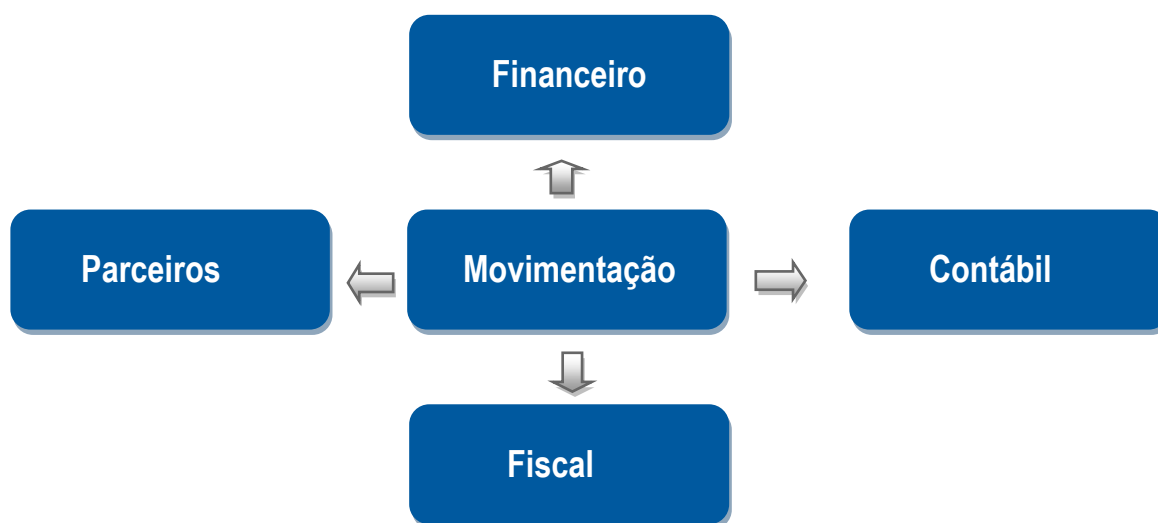 Financeiro
Parceiros
Movimentação
Contábil
Fiscal